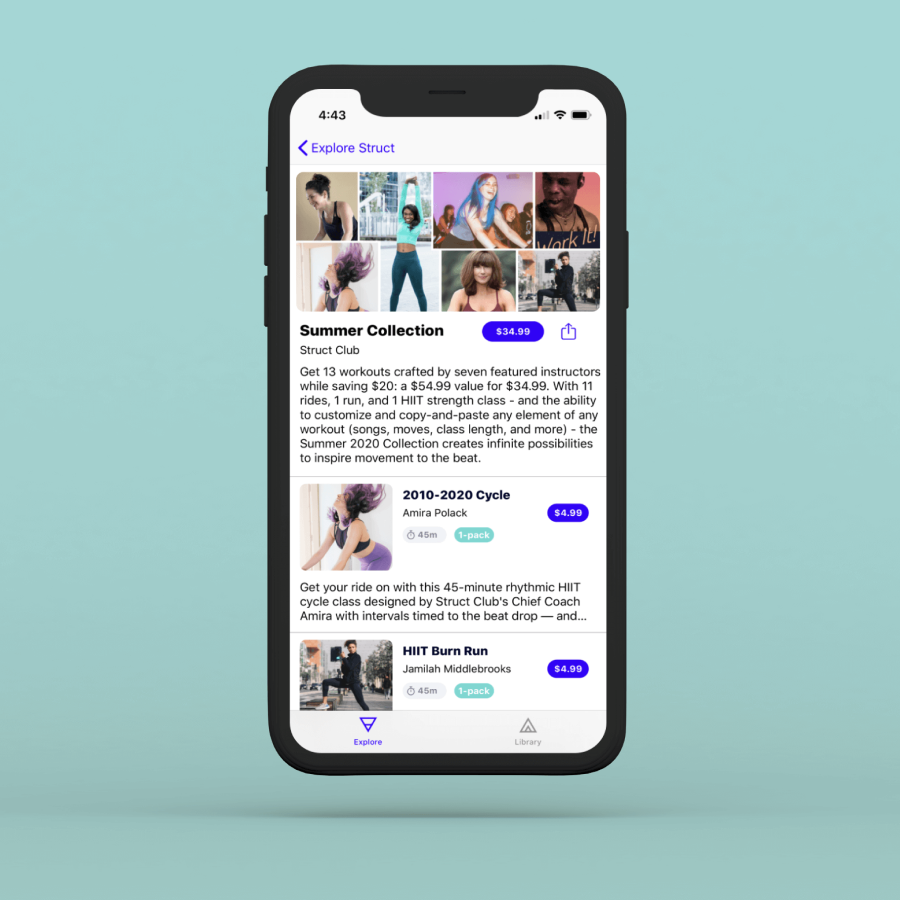 4:43
Explore Struct
Work It!
Summer Collection
$34.99
Struct Club
Get 13 workouts crafted by seven featured instructors
while saving $20: a $54.99 value for $34.99. With 11
rides, 1 run, and 1 HIIT strength class - and the ability
to customize and copy-and-paste any element of any
workout (songs, moves, class length, and more) - the
Summer 2020 Collection creates infinite possibilities
to inspire movement to the beat.
2010-2020 Cycle
Amira Polack
$4.99
45m
1-pack
Get your ride on with this 45-minute rhythmic HIIT
cycle class designed by Struct Club's Chief Coach
Amira with intervals timed to the beat drop — and...
HIIT Burn Run
Jamilah Middlebrooks
$4.99
45m
1-pack
Explore
Library